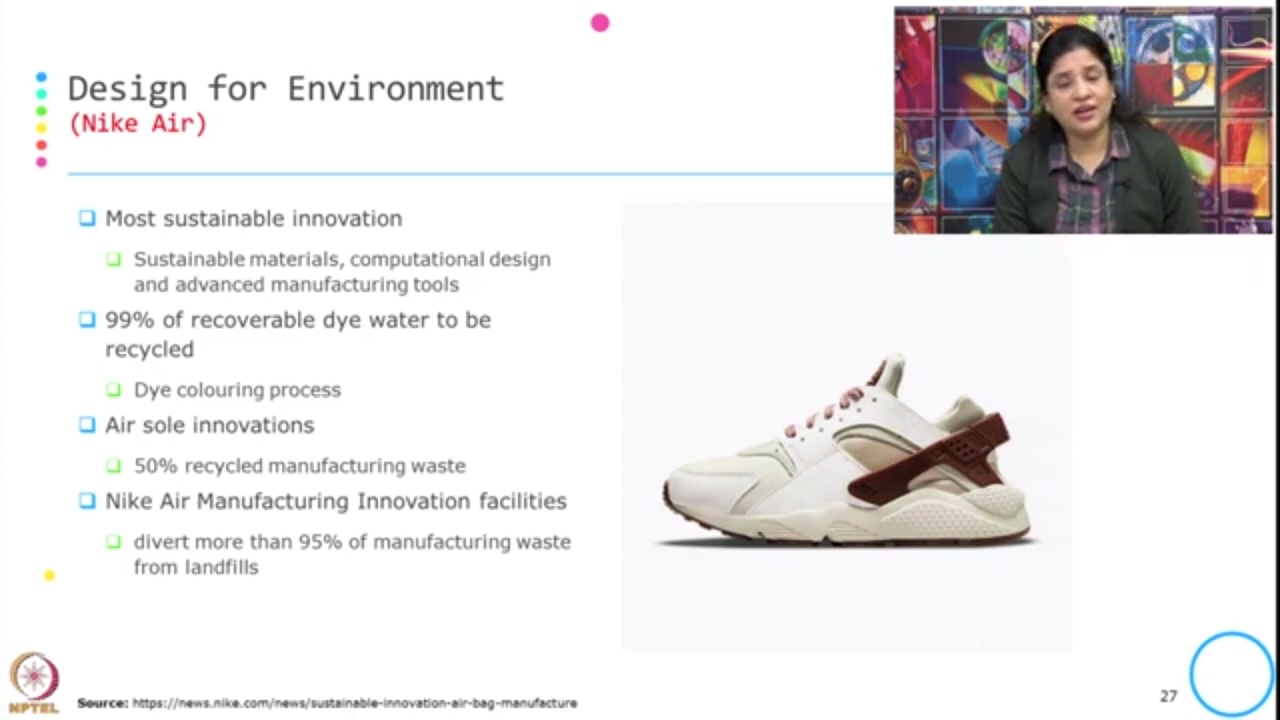 Design for Environment
(Nike Air)
❑ Most sustainable innovation
❑ Sustainable materials, computational design
and advanced manufacturing tools
❑ 99% of recoverable dye water to be
recycled
❑ Dye colouring process
❑ Air sole innovations
❑ 50% recycled manufacturing waste
❑ Nike Air Manufacturing Innovation facilities
❑ divert more than 95% of manufacturing waste
from landfills
NPTEL
Source: https://news.nike.com/news/sustainable-innovation-air-bag-manufacture
27